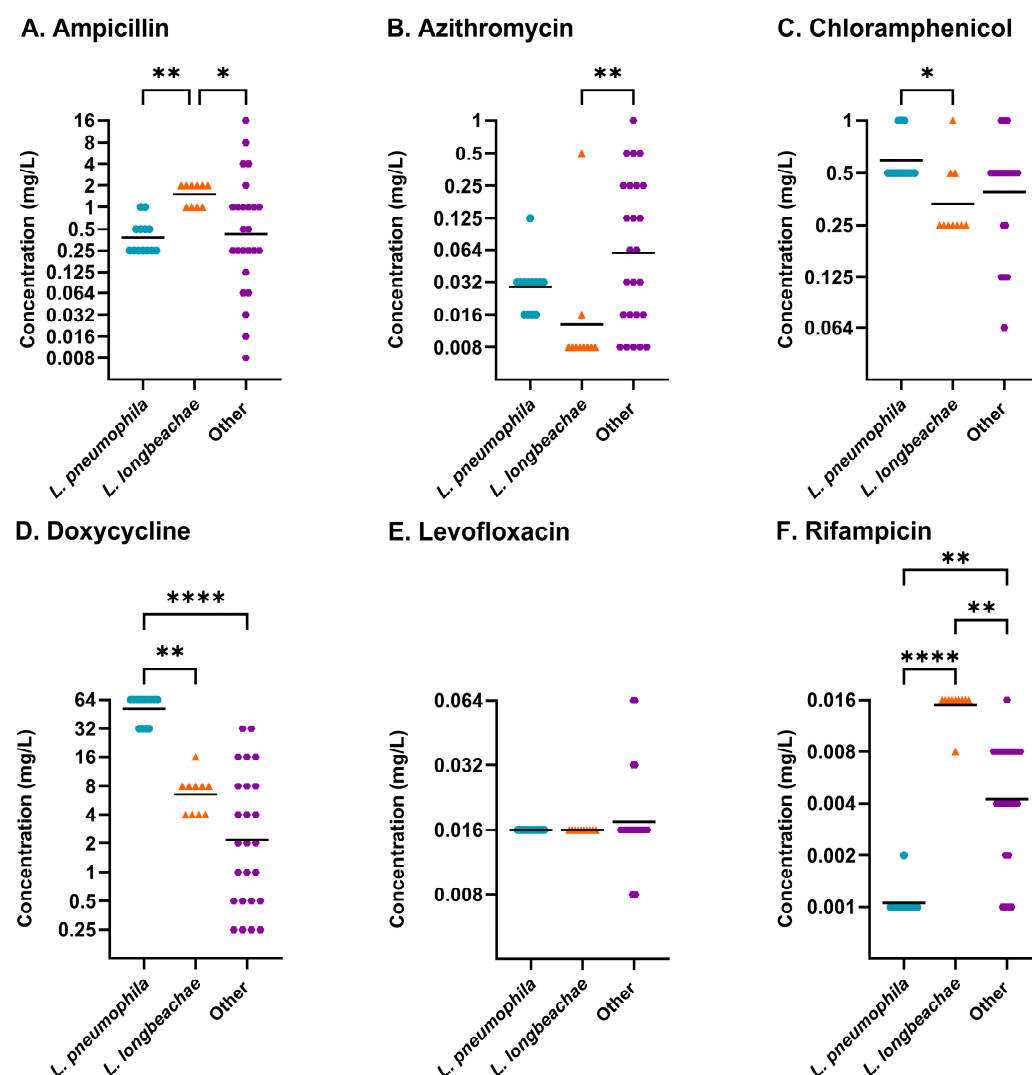 A. Ampicillin
** *
Concentration (mg/L)
16
8
4
2
1
0.5
0.25
0.125
0.064
0.032
0.016
0.008
L. pneumophila
L. longbeachae
Other
B. Azithromycin
**
Concentration (mg/L)
1
0.5
0.25
0.125
0.064
0.032
0.016
0.008
L. pneumophila
L. longbeachae
Other
C. Chloramphenicol
*
Concentration (mg/L)
1
0.5
0.25
0.125
0.064
L. pneumophila
L. longbeachae
Other
D. Doxycycline
****
**
Concentration (mg/L)
64
32
16
8
4
2
1
0.5
0.25
L. pneumophila
L. longbeachae
Other
E. Levofloxacin
Concentration (mg/L)
0.064
0.032
0.016
0.008
L. pneumophila
L. longbeachae
Other
F. Rifampicin
**
**
****
Concentration (mg/L)
0.016
0.008
0.004
0.002
0.001
L. pneumophila
L. longbeachae
Other